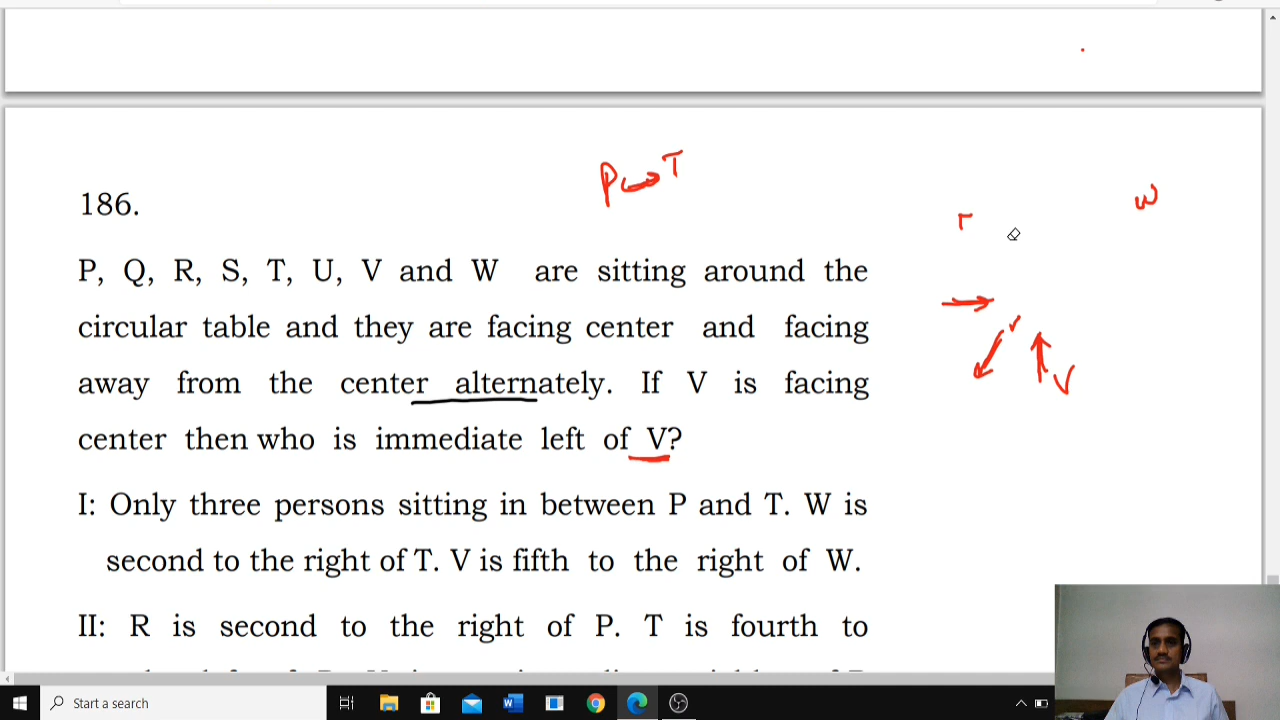 P T
W
r
186.
P, Q, R, S, T, U, V and W are sitting around the
circular table and they are facing center and facing
r
away from the center alternately. If V is facing
V
center then who is immediate left of V?
I: Only three persons sitting in between P and T. W is
second to the right of T. V is fifth to the right of W.
II: R is second to the right of P. T is fourth to
Start a search